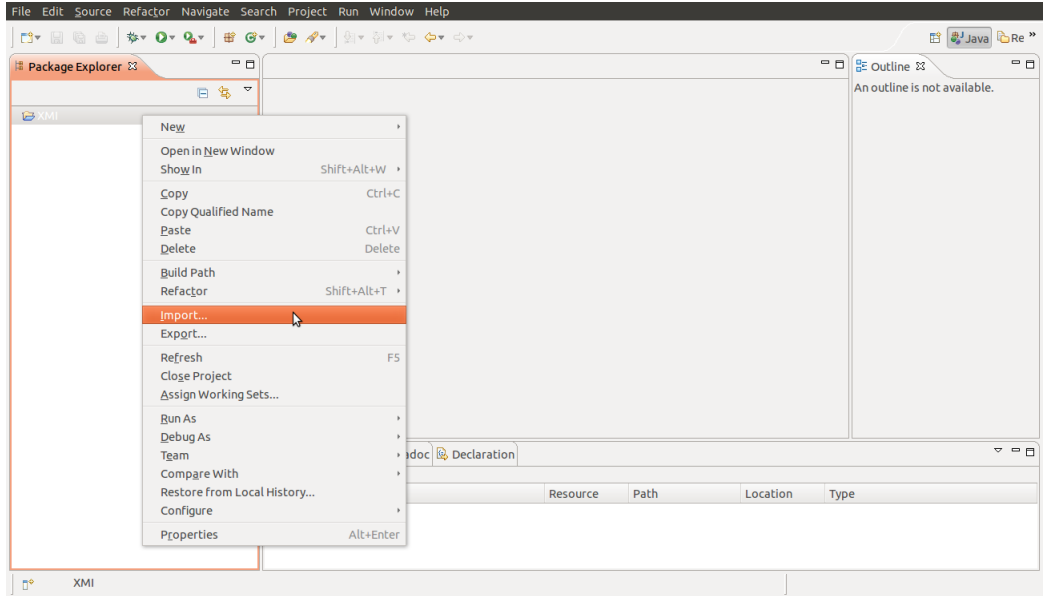 File Edit Source Refactor Navigate Search Project Run Window Help
Java Re »
Package Explorer
Outline
An outline is not available.
XMI
New
Open in New Window
Show In Shift+Alt+W
Copy Ctrl+C
Copy Qualified Name
Paste Ctrl+V
Delete Delete
Build Path
Refactor Shift+Alt+T
Import...
Export...
Refresh F5
Close Project
Assign Working Sets...
Run As
Debug As
Team
Compare With
Restore from Local History...
Configure
Properties Alt+Enter
adoc Declaration
Resource Path Location Type
XMI